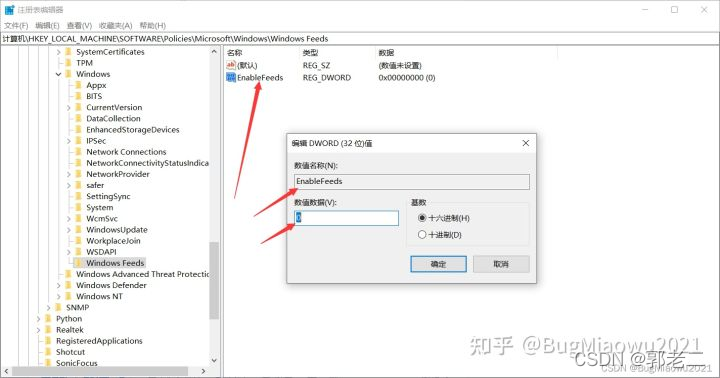 注册表编辑器
文件(F) 编辑(E) 查看(V) 收藏夹(A) 帮助(H)
计算机\HKEY_LOCAL_MACHINE\SOFTWARE\Policies\Microsoft\Windows\Windows Feeds
SystemCertificates
TPM
Windows
Appx
BITS
CurrentVersion
DataCollection
EnhancedStorageDevices
IPSec
Network Connections
NetworkConnectivityStatusIndica
NetworkProvider
safer
SettingSync
System
WcmSvc
WindowsUpdate
WorkplaceJoin
WSDAPI
Windows Feeds
Windows Advanced Threat Protectio
Windows Defender
Windows NT
SNMP
Python
Realtek
RegisteredApplications
Shotcut
SonicFocus
名称 类型 数据
(默认) REG_SZ (数值未设置)
EnableFeeds REG_DWORD 0x00000000 (0)
编辑 DWORD (32 位)值
数值名称(N):
EnableFeeds
数值数据(V):
0
基数
十六进制(H)
十进制(D)
确定 取消
知乎 @BugMiaowu2021
CSDN @郭老二
@BugMiaowu2021